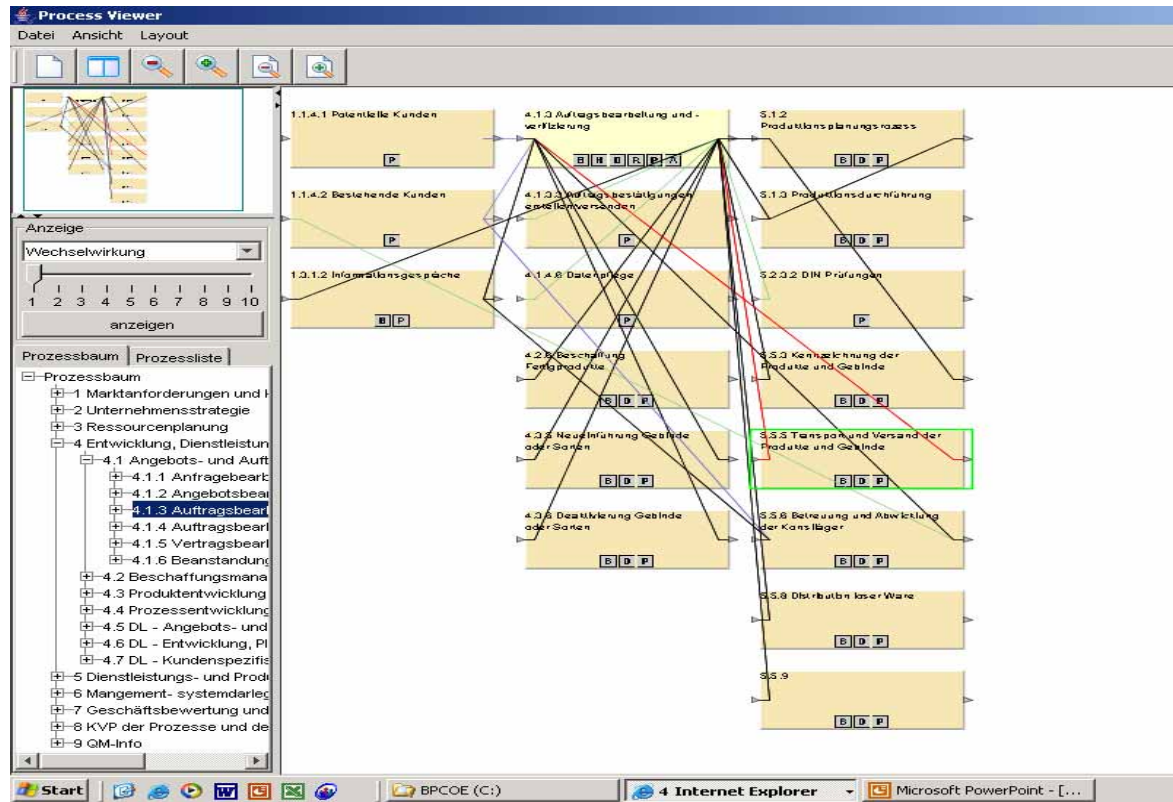 Process Viewer
Datei Ansicht Layout
Anzeige
Wechselwirkung
1 2 3 4 5 6 7 8 9 10
anzeigen
Prozessbaum Prozessliste
Prozessbaum
1 Marktanforderungen und
2 Unternehmensstrategie
3 Ressourcenplanung
4 Entwicklung, Dienstleistun
4.1 Angebots- und Auft
4.1.1 Anfragebear
4.1.2 Angebotsbea
4.1.3 Auftragsbear
4.1.4 Auftragsbear
4.1.5 Vertragsbear
4.1.6 Beanstandung
4.2 Beschaffungsmana
4.3 Produktentwicklung
4.4 Prozessentwicklung
4.5 DL - Angebots- und
4.6 DL - Entwicklung, Pl
4.7 DL - Kundenspezifis
5 Dienstleistungs- und Prod
6 Mangement- systemdarleg
7 Geschäftsbewertung und
8 KVP der Prozesse und de
9 QM-Info
1.1.4.1 Potentielle Kunden
P
1.1.4.2 Bestehende Kunden
P
1.3.1.2 Informationsgespräche
B P
4.1.3 Auftragsbearbeitung und -
verifizierung
4.1.3.3 Auftragsbestätigungen
erstellen/versenden
P
4.1.4.6 Datenpflege
P
4.2.6 Beschaffung
Fertigprodukte
B D P
4.3.5 Neueinführung Gebinde
oder Sorten
B D P
4.3.6 Deaktivierung Gebinde
oder Sorten
B D P
5.1.2
Produktionsplanungsprozess
B D P
5.1.3 Produktionsdurchführung
B D P
5.2.3.2 DIN Prüfungen
P
5.5.3 Kennzeichnung der
Produkte und Gebinde
B D P
5.5.5 Transport und Versand der
Produkte und Gebinde
B D P
5.5.6 Betreuung und Abwicklung
der Konsiläger
B D P
5.5.8 Distribution loser Ware
B D P
5.5.9
B D P
Start
BPCOE (C:)
4 Internet Explorer
Microsoft PowerPoint - [...